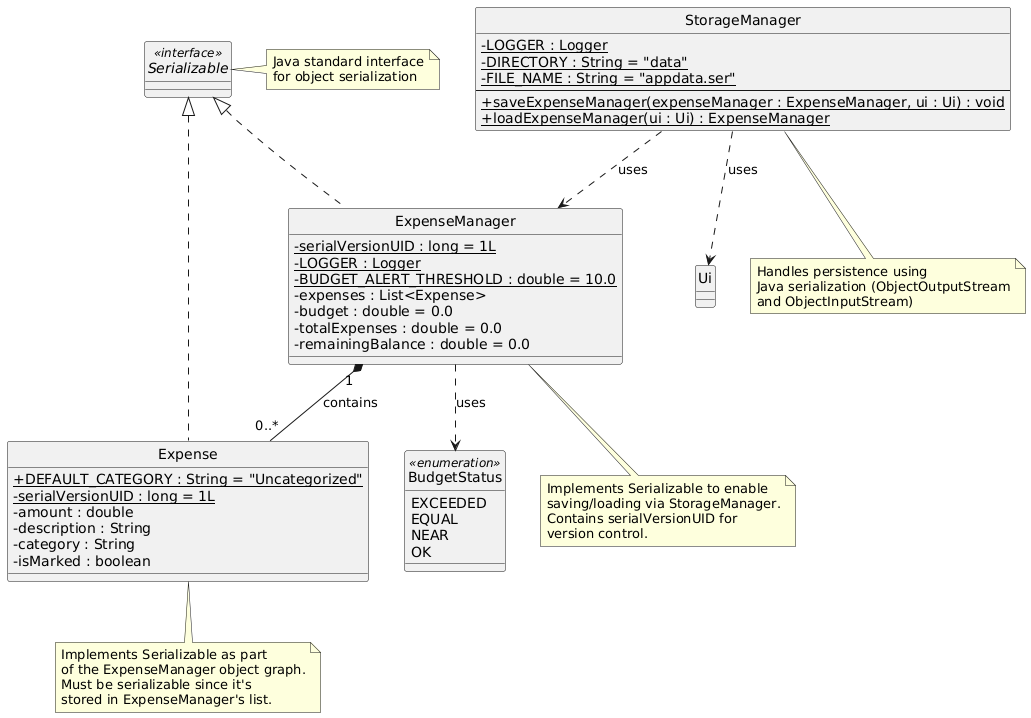 StorageManager
-LOGGER : Logger
-DIRECTORY : String = "data"
-FILE_NAME : String = "appdata.ser"
+saveExpenseManager(expenseManager : ExpenseManager, ui : Ui) : void
+loadExpenseManager(ui : Ui) : ExpenseManager
«interface»
Serializable
Java standard interface
for object serialization
uses
uses
ExpenseManager
-serialVersionUID : long = 1L
-LOGGER : Logger
-BUDGET_ALERT_THRESHOLD : double = 10.0
-expenses : List<Expense>
-budget : double = 0.0
-totalExpenses : double = 0.0
-remainingBalance : double = 0.0
Ui
Handles persistence using
Java serialization (ObjectOutputStream
and ObjectInputStream)
1
contains
0..*
uses
Expense
+DEFAULT_CATEGORY : String = "Uncategorized"
-serialVersionUID : long = 1L
-amount : double
-description : String
-category : String
-isMarked : boolean
«enumeration»
BudgetStatus
EXCEEDED
EQUAL
NEAR
OK
Implements Serializable to enable
saving/loading via StorageManager.
Contains serialVersionUID for
version control.
Implements Serializable as part
of the ExpenseManager object graph.
Must be serializable since it's
stored in ExpenseManager's list.